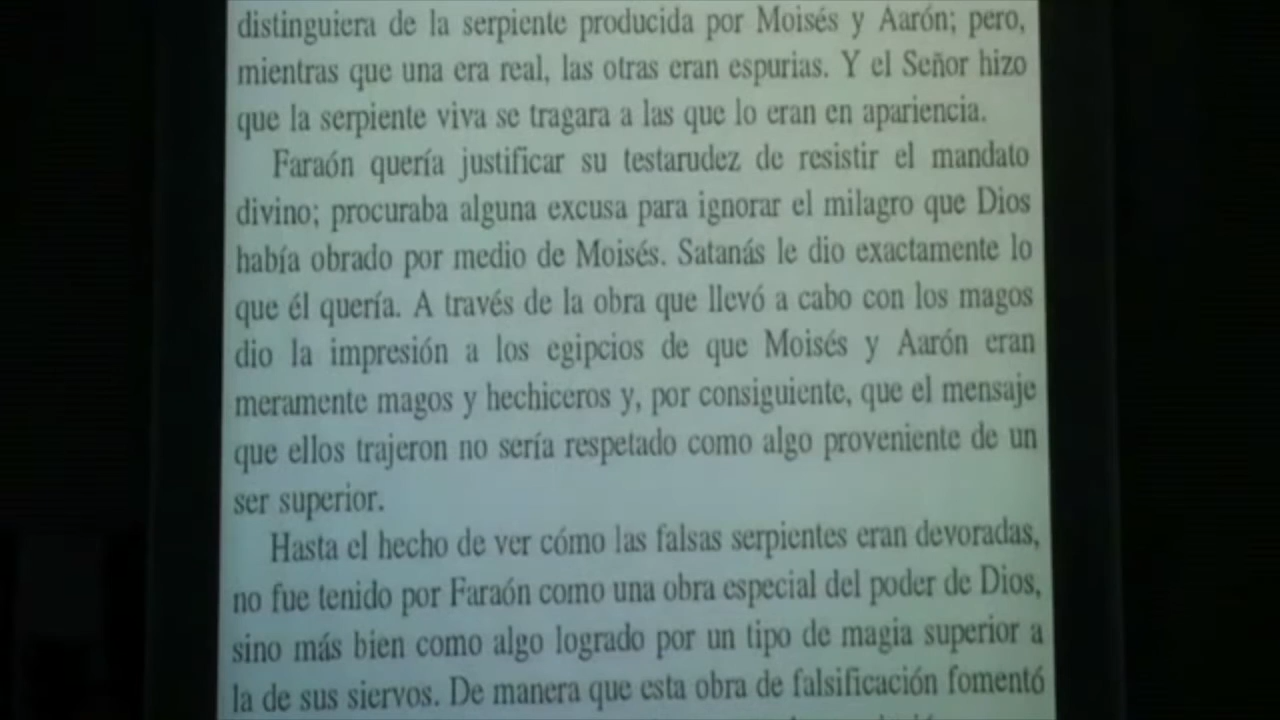 distinguiera de la serpiente producida por Moisés y Aarón; pero,
mientras que una era real, las otras eran espurias. Y el Señor hizo
que la serpiente viva se tragara a las que lo eran en apariencia.
Faraón quería justificar su testarudez de resistir el mandato
divino; procuraba alguna excusa para ignorar el milagro que Dios
había obrado por medio de Moisés. Satanás le dio exactamente lo
que él quería. A través de la obra que llevó a cabo con los magos
dio la impresión a los egipcios de que Moisés y Aarón eran
meramente magos y hechiceros y, por consiguiente, que el mensaje
que ellos trajeron no sería respetado como algo proveniente de un
ser superior.
Hasta el hecho de ver cómo las falsas serpientes eran devoradas,
no fue tenido por Faraón como una obra especial del poder de Dios,
sino más bien como algo logrado por un tipo de magia superior a
la de sus siervos. De manera que esta obra de falsificación fomentó